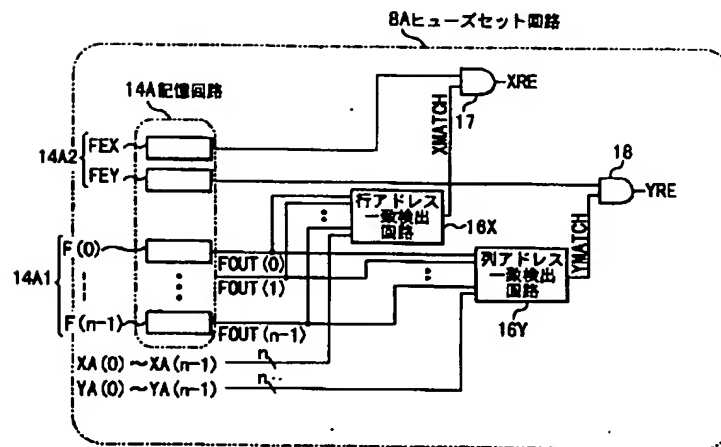 8Aヒューズセット回路
14A記憶回路
XRE
17
XMATCH
14A2
FEX
FEY
18
YRE
YMATCH
行アドレス
一致検出
回路
16X
列アドレス
一致検出
回路
16Y
14A1
F(0)
FOUT(0)
FOUT(1)
F(n-1)
FOUT(n-1)
XA(0)～XA(n-1)
n
YA(0)～YA(n-1)
n